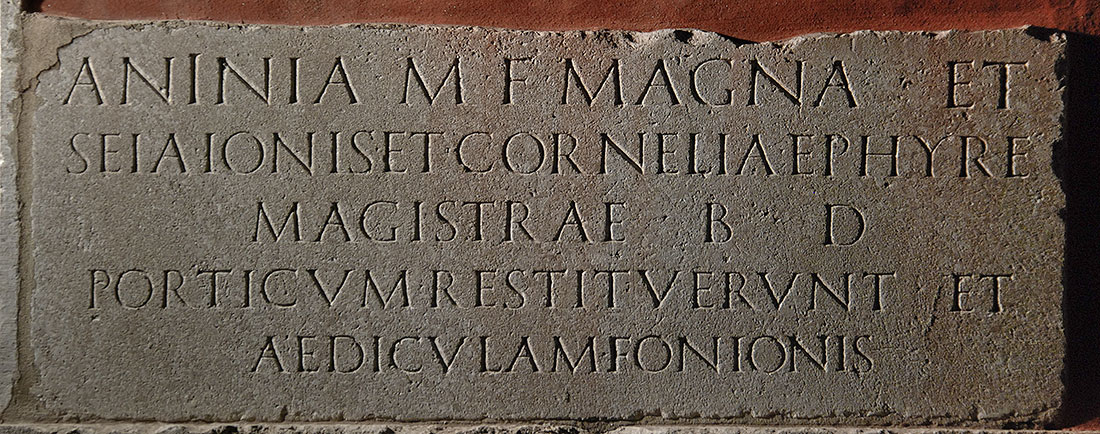 ANINIA M F MAGNA ET
SEIA·IONIS·ET·CORNELIA·EPHYRE
MAGISTRAE B D
PORTICVM·RESTITVERVNT ET
AEDICVLAM·FONIONIS